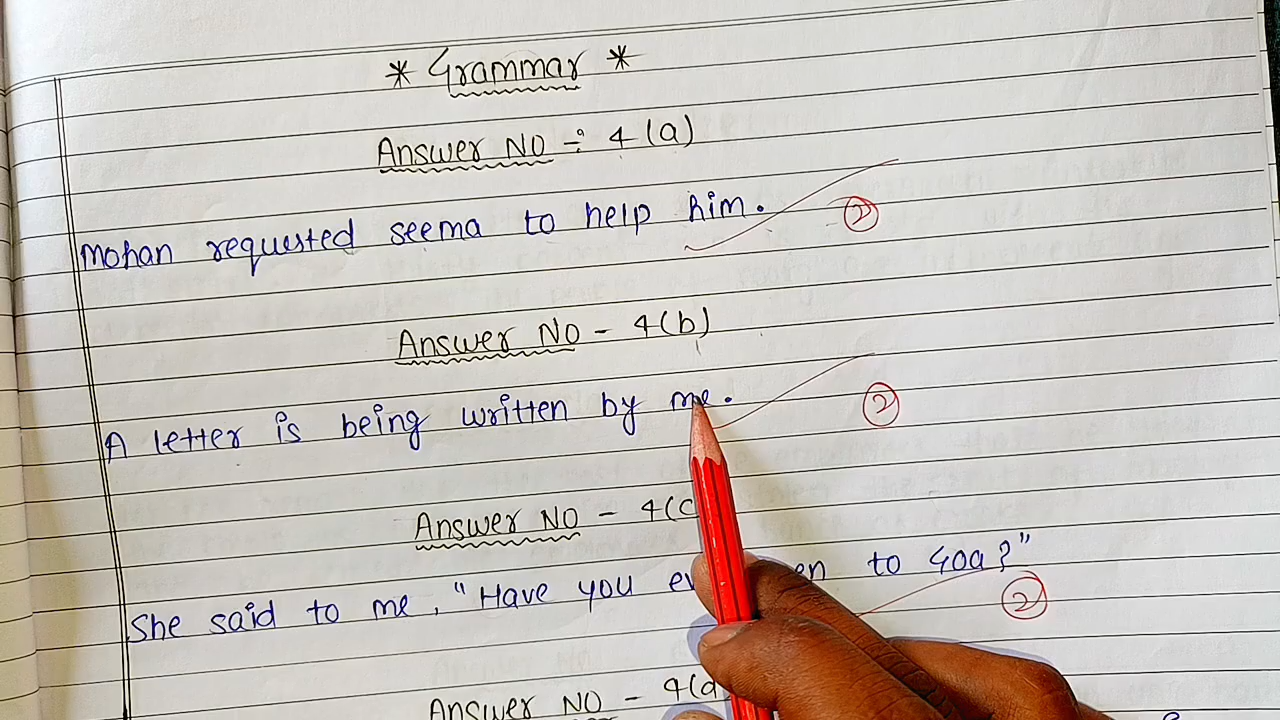 * Grammar *
Answer NO ÷ 4 (a)
Mohan requested seema to help him. 2
Answer NO - 4(b)
A letter is being written by me. 2
Answer NO - 4(c
She said to me, "Have you to Goa?" 2
Answer NO - 4(d